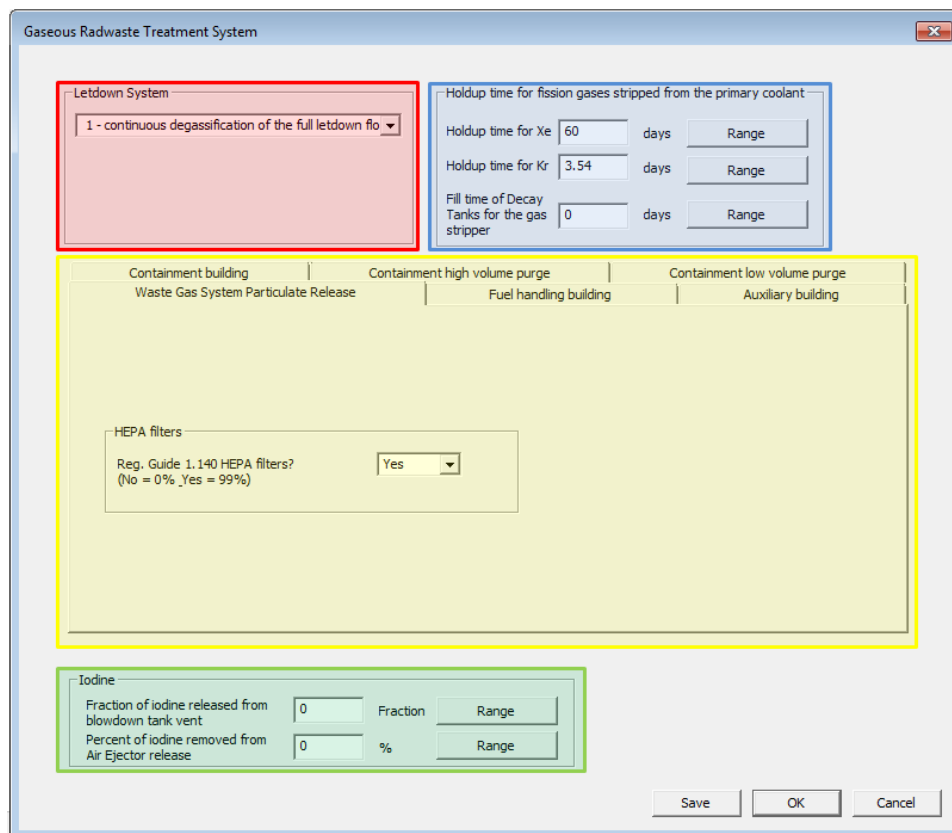 Gaseous Radwaste Treatment System
Letdown System
1 - continuous degassification of the full letdown flo
Holdup time for fission gases stripped from the primary coolant
Holdup time for Xe 60 days Range
Holdup time for Kr 3.54 days Range
Fill time of Decay
Tanks for the gas 0 days Range
stripper
Containment building Containment high volume purge Containment low volume purge
Waste Gas System Particulate Release Fuel handling building Auxiliary building
HEPA filters
Reg. Guide 1.140 HEPA filters? Yes
(No = 0% _Yes = 99%)
Iodine
Fraction of iodine released from 0 Fraction Range
blowdown tank vent
Percent of iodine removed from 0 % Range
Air Ejector release
Save OK Cancel